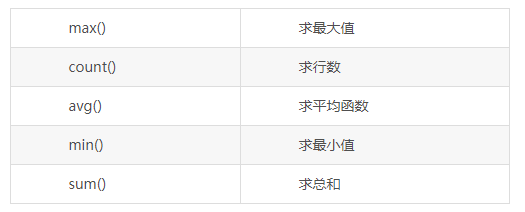 max() 求最大值
count() 求行数
avg() 求平均函数
min() 求最小值
sum() 求总和